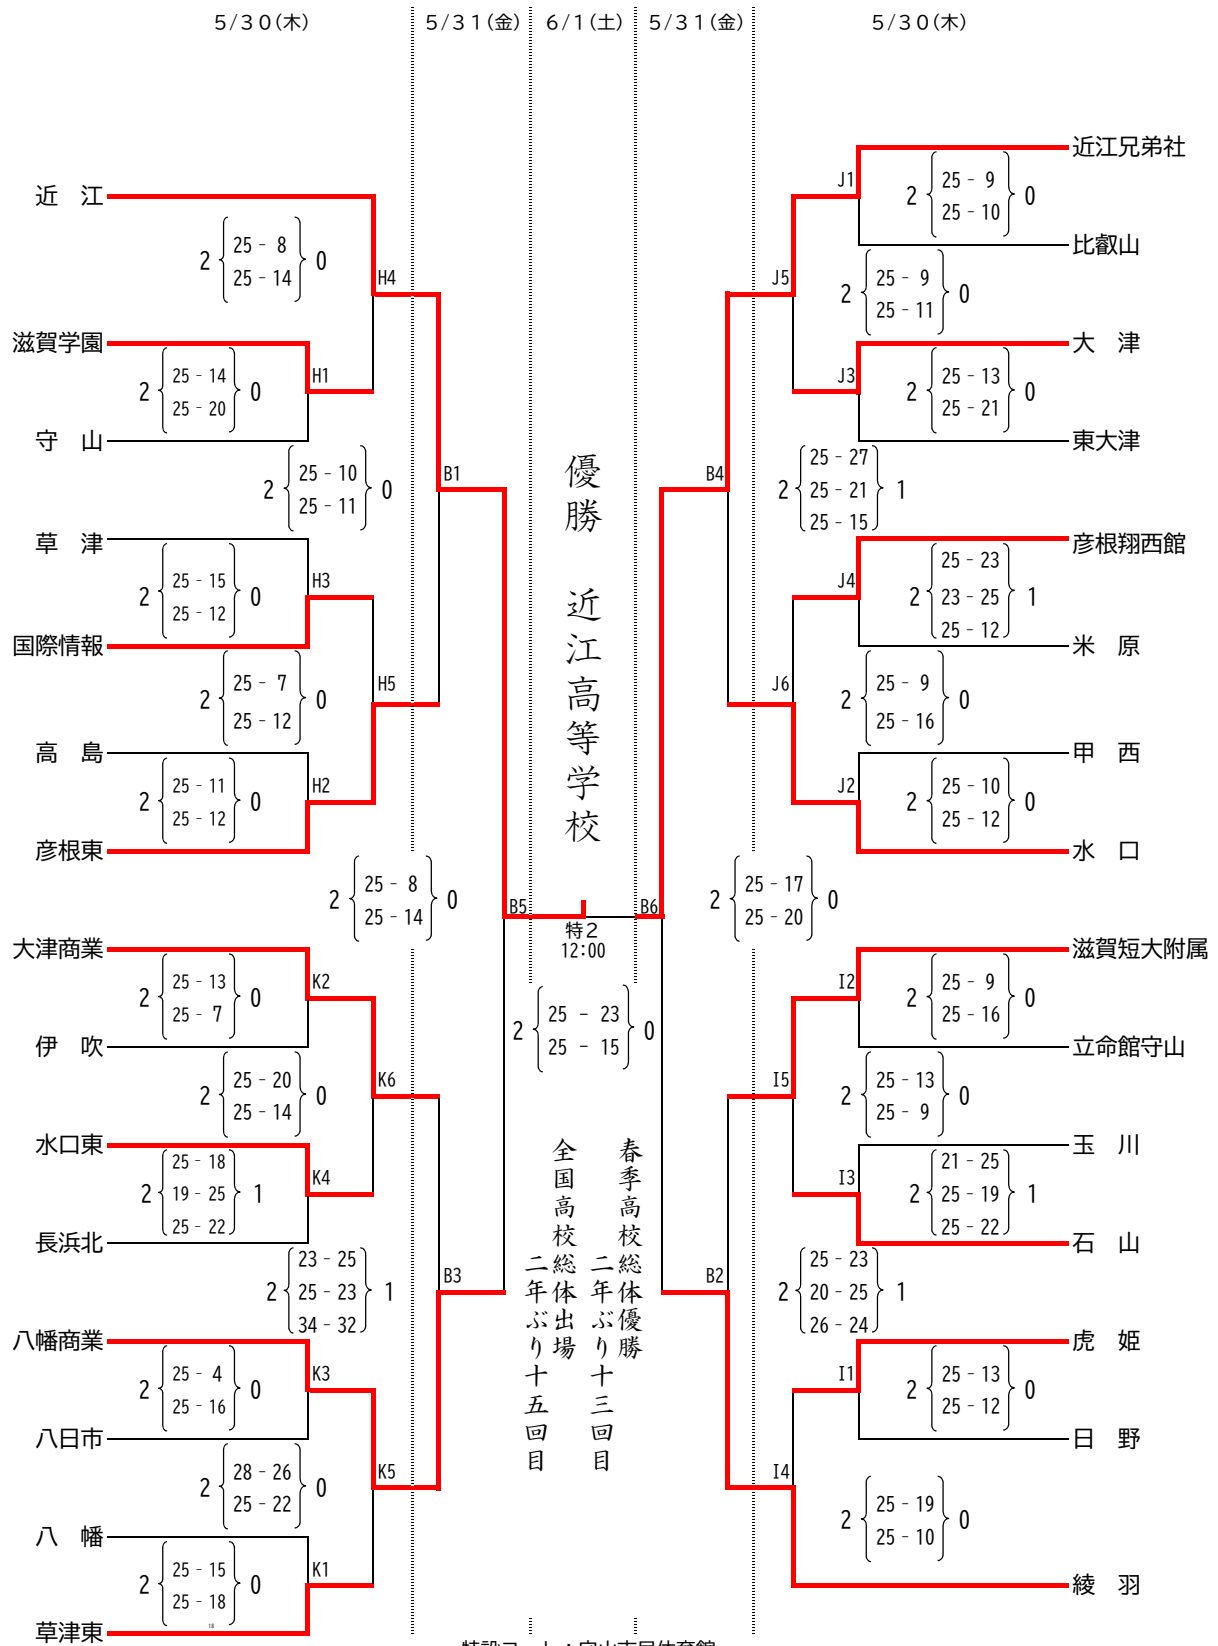 5/30(木)
5/31(金)
6/1(土)
5/31(金)
5/30(木)
近　江
2 25 - 8 0
25 - 14
H4
滋賀学園
2 25 - 14 0
25 - 20
H1
守　山
2 25 - 10 0
25 - 11
B1
草　津
2 25 - 15 0
25 - 12
H3
国際情報
2 25 - 7 0
25 - 12
H5
高　島
2 25 - 11 0
25 - 12
H2
彦根東
2 25 - 8 0
25 - 14
B5
大津商業
2 25 - 13 0
25 - 7
K2
伊　吹
2 25 - 20 0
25 - 14
K6
水口東
2 25 - 18 1
19 - 25
25 - 22
K4
長浜北
2 23 - 25 1
25 - 23
34 - 32
B3
八幡商業
2 25 - 4 0
25 - 16
K3
八日市
2 28 - 26 0
25 - 22
K5
八　幡
2 25 - 15 0
25 - 18
K1
18
草津東
優勝　近江高等学校
特2
12:00
2 25 - 23 0
25 - 15
春季高校総体優勝
二年ぶり十三回目
全国高校総体出場
二年ぶり十五回目
近江兄弟社
J1
2 25 - 9 0
25 - 10
比叡山
J5
2 25 - 9 0
25 - 11
大　津
J3
2 25 - 13 0
25 - 21
東大津
B4
2 25 - 27 1
25 - 21
25 - 15
彦根翔西館
J4
2 25 - 23 1
23 - 25
25 - 12
米　原
J6
2 25 - 9 0
25 - 16
甲　西
J2
2 25 - 10 0
25 - 12
水　口
B6
2 25 - 17 0
25 - 20
滋賀短大附属
I2
2 25 - 9 0
25 - 16
立命館守山
I5
2 25 - 13 0
25 - 9
玉　川
I3
2 21 - 25 1
25 - 19
25 - 22
石　山
B2
2 25 - 23 1
20 - 25
26 - 24
虎　姫
I1
2 25 - 13 0
25 - 12
日　野
I4
2 25 - 19 0
25 - 10
綾　羽
特設コート：守山市民体育館